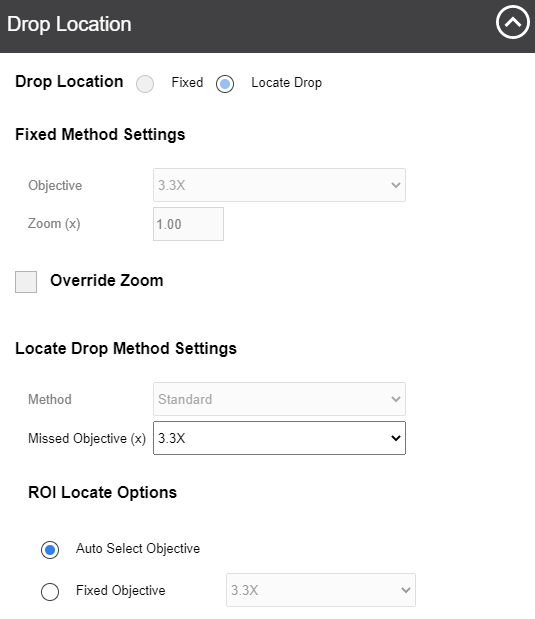 Drop Location
Drop Location Fixed Locate Drop
Fixed Method Settings
Objective 3.3X
Zoom (x) 1.00
Override Zoom
Locate Drop Method Settings
Method Standard
Missed Objective (x) 3.3X
ROI Locate Options
Auto Select Objective
Fixed Objective 3.3X